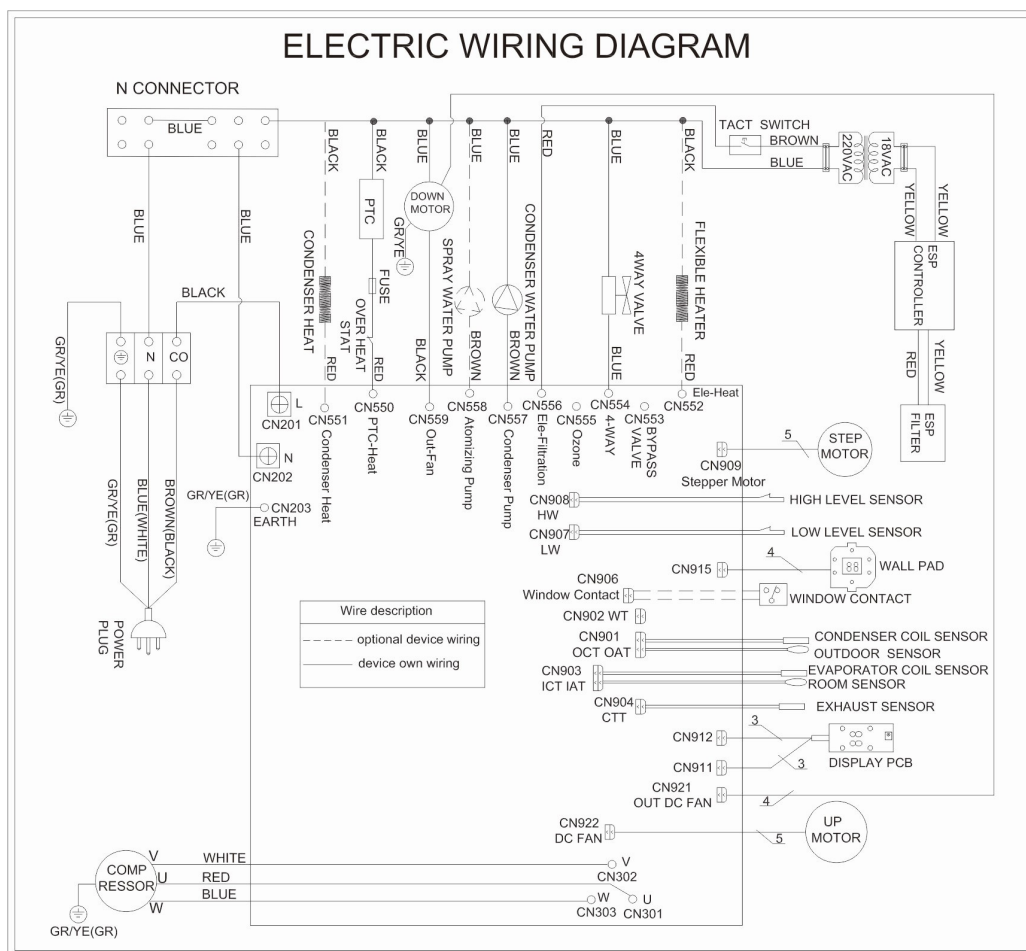 ELECTRIC WIRING DIAGRAM
N CONNECTOR
BLUE
BLUE
BLUE
BLACK
GR/YE(GR)
N
CO
GR/YE(GR)
BLUE(WHITE)
BROWN(BLACK)
POWER
PLUG
BLACK
CONDENSER HEAT
RED
BLACK
PTC
FUSE
OVER HEAT
STAT
RED
BLUE
DOWN
MOTOR
GR/YE
BLACK
BLUE
SPRAY WATER PUMP
BROWN
BLUE
CONDENSER WATER PUMP
BROWN
RED
BLUE
4WAY VALVE
BLUE
BLACK
FLEXIBLE HEATER
RED
TACT SWITCH
BROWN
BLUE
220VAC
18VAC
YELLOW
YELLOW
ESP
CONTROLLER
RED
YELLOW
ESP
FILTER
L
CN201
N
CN202
GR/YE(GR)
CN203
EARTH
CN551
Condenser Heat
CN550
PTC-Heat
CN559
Out-Fan
CN558
Atomizing Pump
CN557
Condenser Pump
CN556
Ele-Filtration
CN555
Ozone
CN554
4-WAY
CN553
BYPASS
VALVE
CN552
Ele-Heat
CN909
Stepper Motor
5
STEP
MOTOR
CN908
HW
HIGH LEVEL SENSOR
CN907
LW
LOW LEVEL SENSOR
CN915
4
WALL PAD
CN906
Window Contact
WINDOW CONTACT
CN902 WT
CN901
OCT OAT
CONDENSER COIL SENSOR
OUTDOOR SENSOR
CN903
ICT IAT
EVAPORATOR COIL SENSOR
ROOM SENSOR
CN904
CTT
EXHAUST SENSOR
CN912
3
CN911
3
DISPLAY PCB
CN921
OUT DC FAN
4
CN922
DC FAN
5
UP
MOTOR
Wire description
optional device wiring
device own wiring
COMP
RESSOR
V
U
W
WHITE
RED
BLUE
GR/YE(GR)
V
CN302
W
CN303
U
CN301